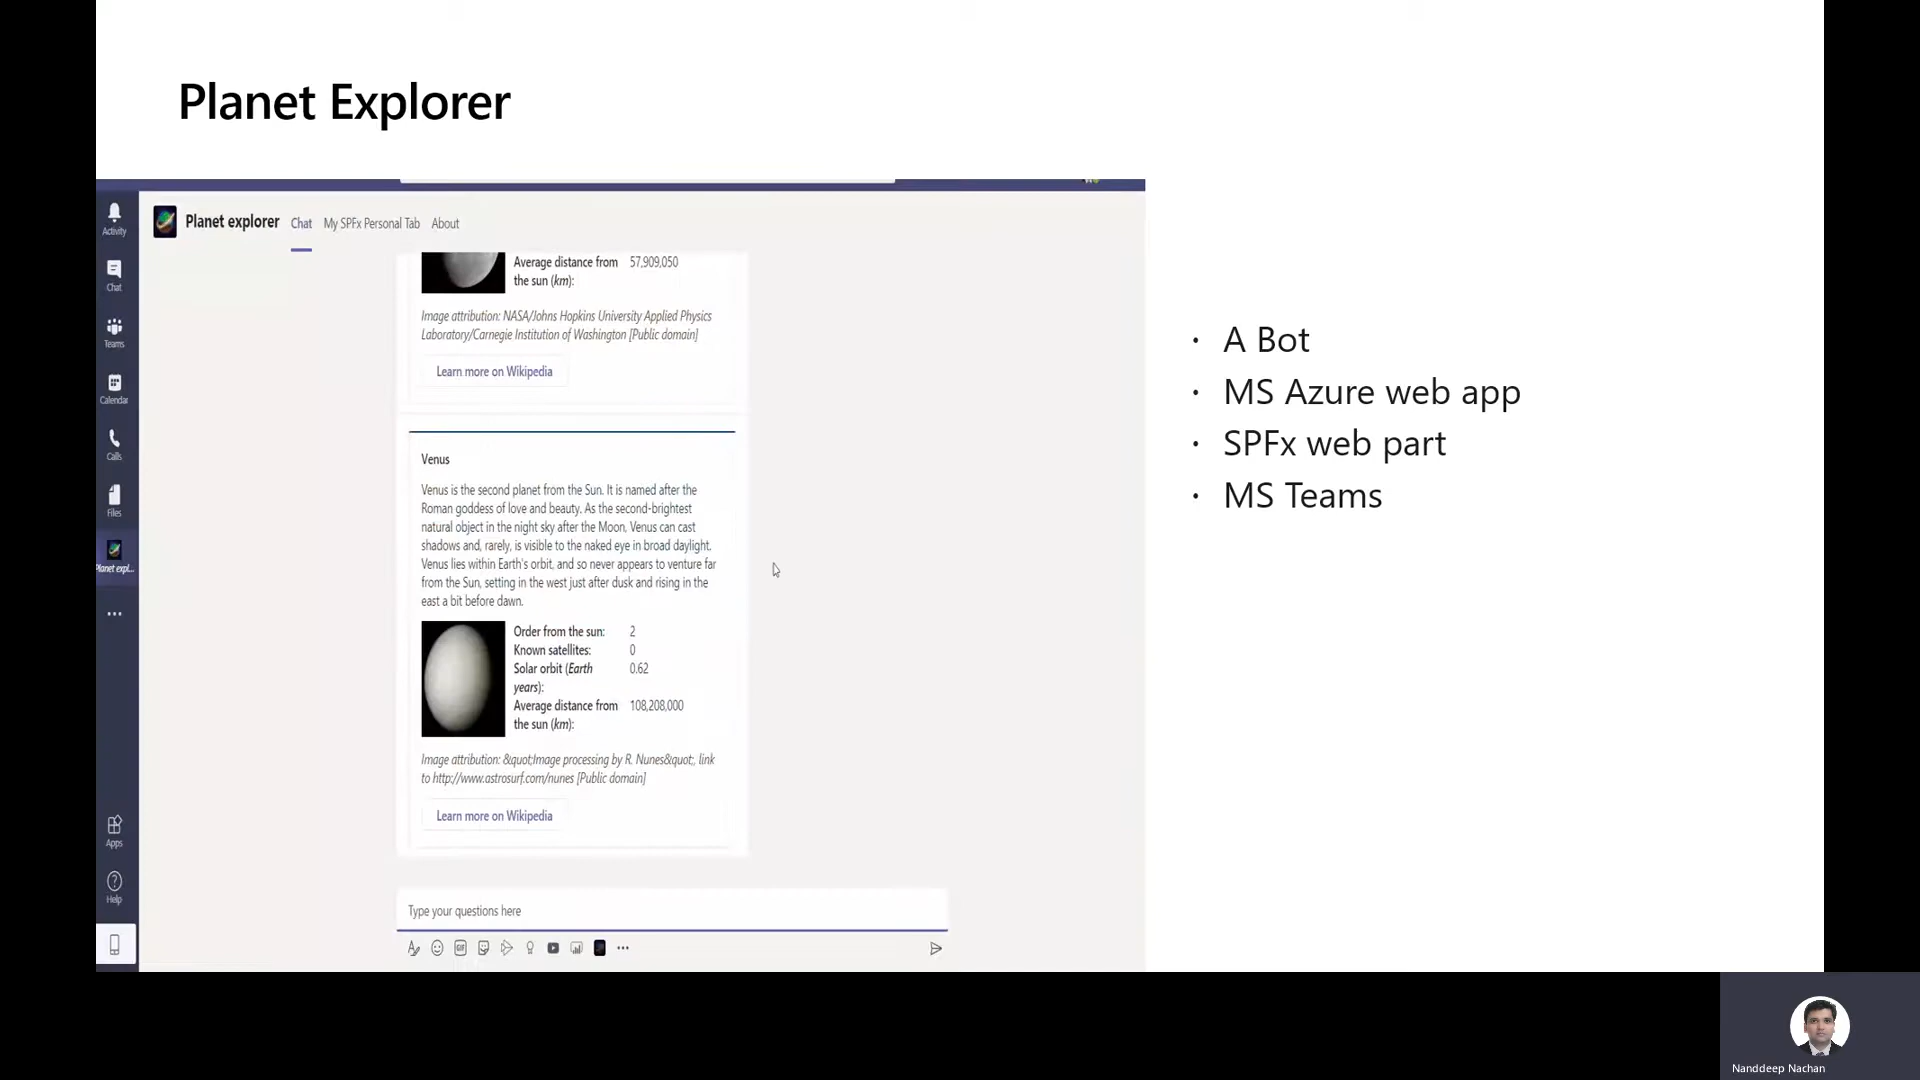 Planet Explorer
Activity
Chat
Teams
Calendar
Calls
Files
Planet expl...
Apps
Help
Planet explorer Chat My SPFx Personal Tab About
Average distance from 57,909,050
the sun (km):
Image attribution: NASA/Johns Hopkins University Applied Physics
Laboratory/Carnegie Institution of Washington [Public domain]
Learn more on Wikipedia
Venus
Venus is the second planet from the Sun. It is named after the
Roman goddess of love and beauty. As the second-brightest
natural object in the night sky after the Moon, Venus can cast
shadows and, rarely, is visible to the naked eye in broad daylight.
Venus lies within Earth's orbit, and so never appears to venture far
from the Sun, setting in the west just after dusk and rising in the
east a bit before dawn.
Order from the sun: 2
Known satellites: 0
Solar orbit (Earth 0.62
years):
Average distance from 108,208,000
the sun (km):
Image attribution: &quot;Image processing by R. Nunes&quot;, link
to http://www.astrosurf.com/nunes [Public domain]
Learn more on Wikipedia
Type your questions here
GIF
· A Bot
· MS Azure web app
· SPFx web part
· MS Teams
Nanddeep Nachan